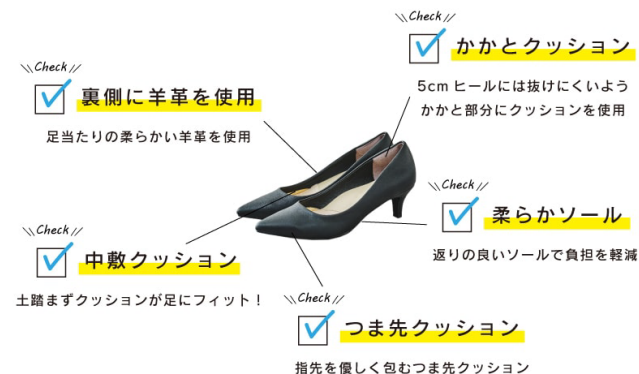 Check
かかとクッション
5cmヒールには抜けにくいよう
かかと部分にクッションを使用
Check
裏側に羊革を使用
足当たりの柔らかい羊革を使用
Check
柔らかソール
返りの良いソールで負担を軽減
Check
中敷クッション
土踏まずクッションが足にフィット！
Check
つま先クッション
指先を優しく包むつま先クッション